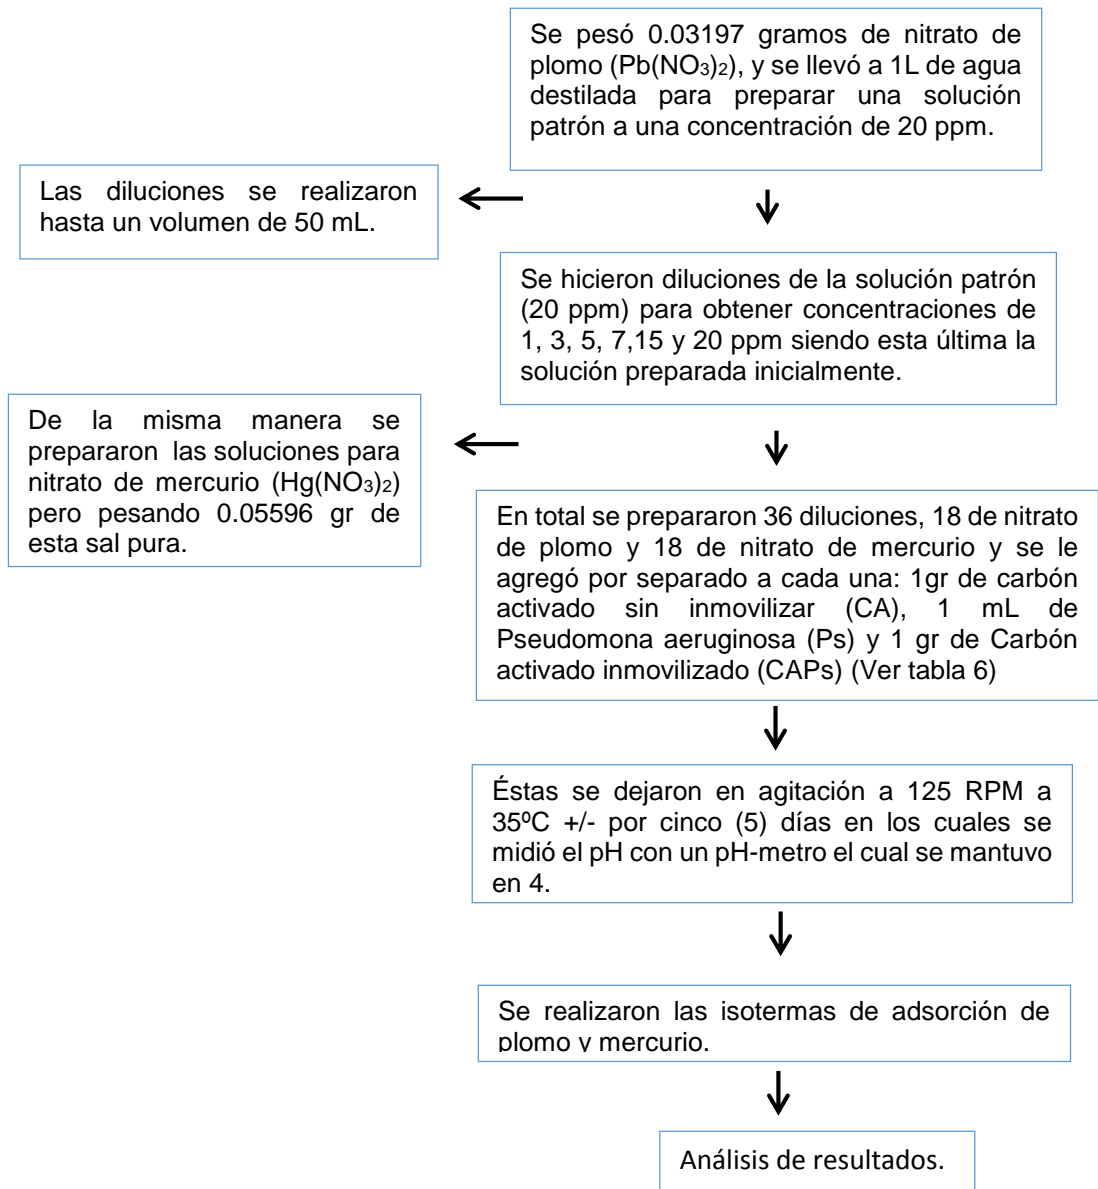 Se pesó 0.03197 gramos de nitrato de
plomo (Pb(NO₃)₂), y se llevó a 1L de agua
destilada para preparar una solución
patrón a una concentración de 20 ppm.
Las diluciones se realizaron
hasta un volumen de 50 mL.
Se hicieron diluciones de la solución patrón
(20 ppm) para obtener concentraciones de
1, 3, 5, 7,15 y 20 ppm siendo esta última la
solución preparada inicialmente.
De la misma manera se
prepararon las soluciones para
nitrato de mercurio (Hg(NO₃)₂)
pero pesando 0.05596 gr de
esta sal pura.
En total se prepararon 36 diluciones, 18 de nitrato
de plomo y 18 de nitrato de mercurio y se le
agregó por separado a cada una: 1gr de carbón
activado sin inmovilizar (CA), 1 mL de
Pseudomona aeruginosa (Ps) y 1 gr de Carbón
activado inmovilizado (CAPs) (Ver tabla 6)
Éstas se dejaron en agitación a 125 RPM a
35ºC +/- por cinco (5) días en los cuales se
midió el pH con un pH-metro el cual se mantuvo
en 4.
Se realizaron las isotermas de adsorción de
plomo y mercurio.
Análisis de resultados.